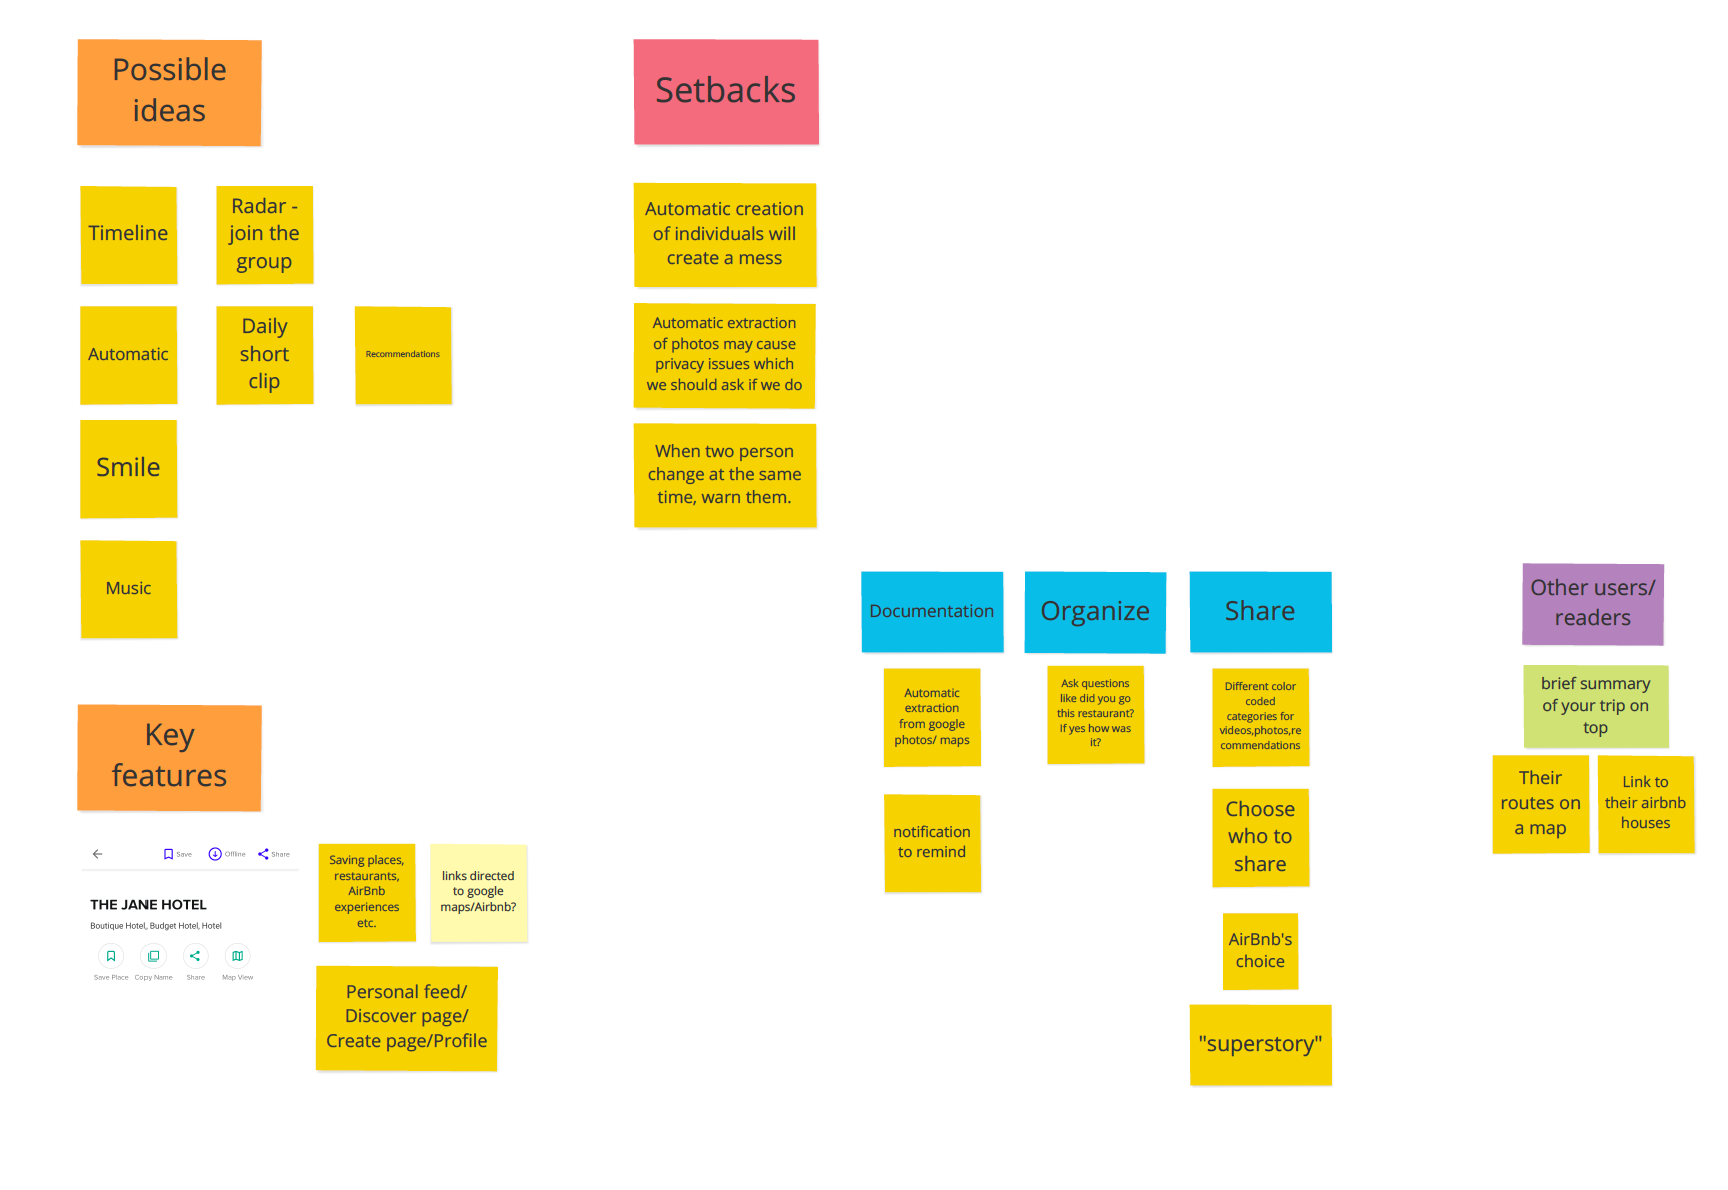 Possible
ideas
Timeline
Radar -
join the
group
Automatic
Daily
short
clip
Recommendations
Smile
Music
Setbacks
Automatic creation
of individuals will
create a mess
Automatic extraction
of photos may cause
privacy issues which
we should ask if we do
When two person
change at the same
time, warn them.
Key
features
Save
Offline
Share
THE JANE HOTEL
Boutique Hotel, Budget Hotel, Hotel
Save Place
Copy Name
Share
Map View
Saving places,
restaurants,
AirBnb
experiences
etc.
links directed
to google
maps/Airbnb?
Personal feed/
Discover page/
Create page/Profile
Documentation
Automatic
extraction
from google
photos/ maps
notification
to remind
Organize
Ask questions
like did you go
this restaurant?
If yes how was
it?
Share
Different color
coded
categories for
videos,photos,re
commendations
Choose
who to
share
AirBnb's
choice
"superstory"
Other users/
readers
brief summary
of your trip on
top
Their
routes on
a map
Link to
their airbnb
houses